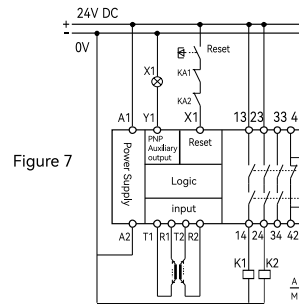 24V DC
+
-
0V
Reset
X1
KA1
KA2
A1 Y1 X1 13 23 33 4
Power Supply
PNP Auxiliary output
Reset
Logic
input
Figure 7
A2 T1 R1 T2 R2 14 24 34 42
K1 K2
A
M